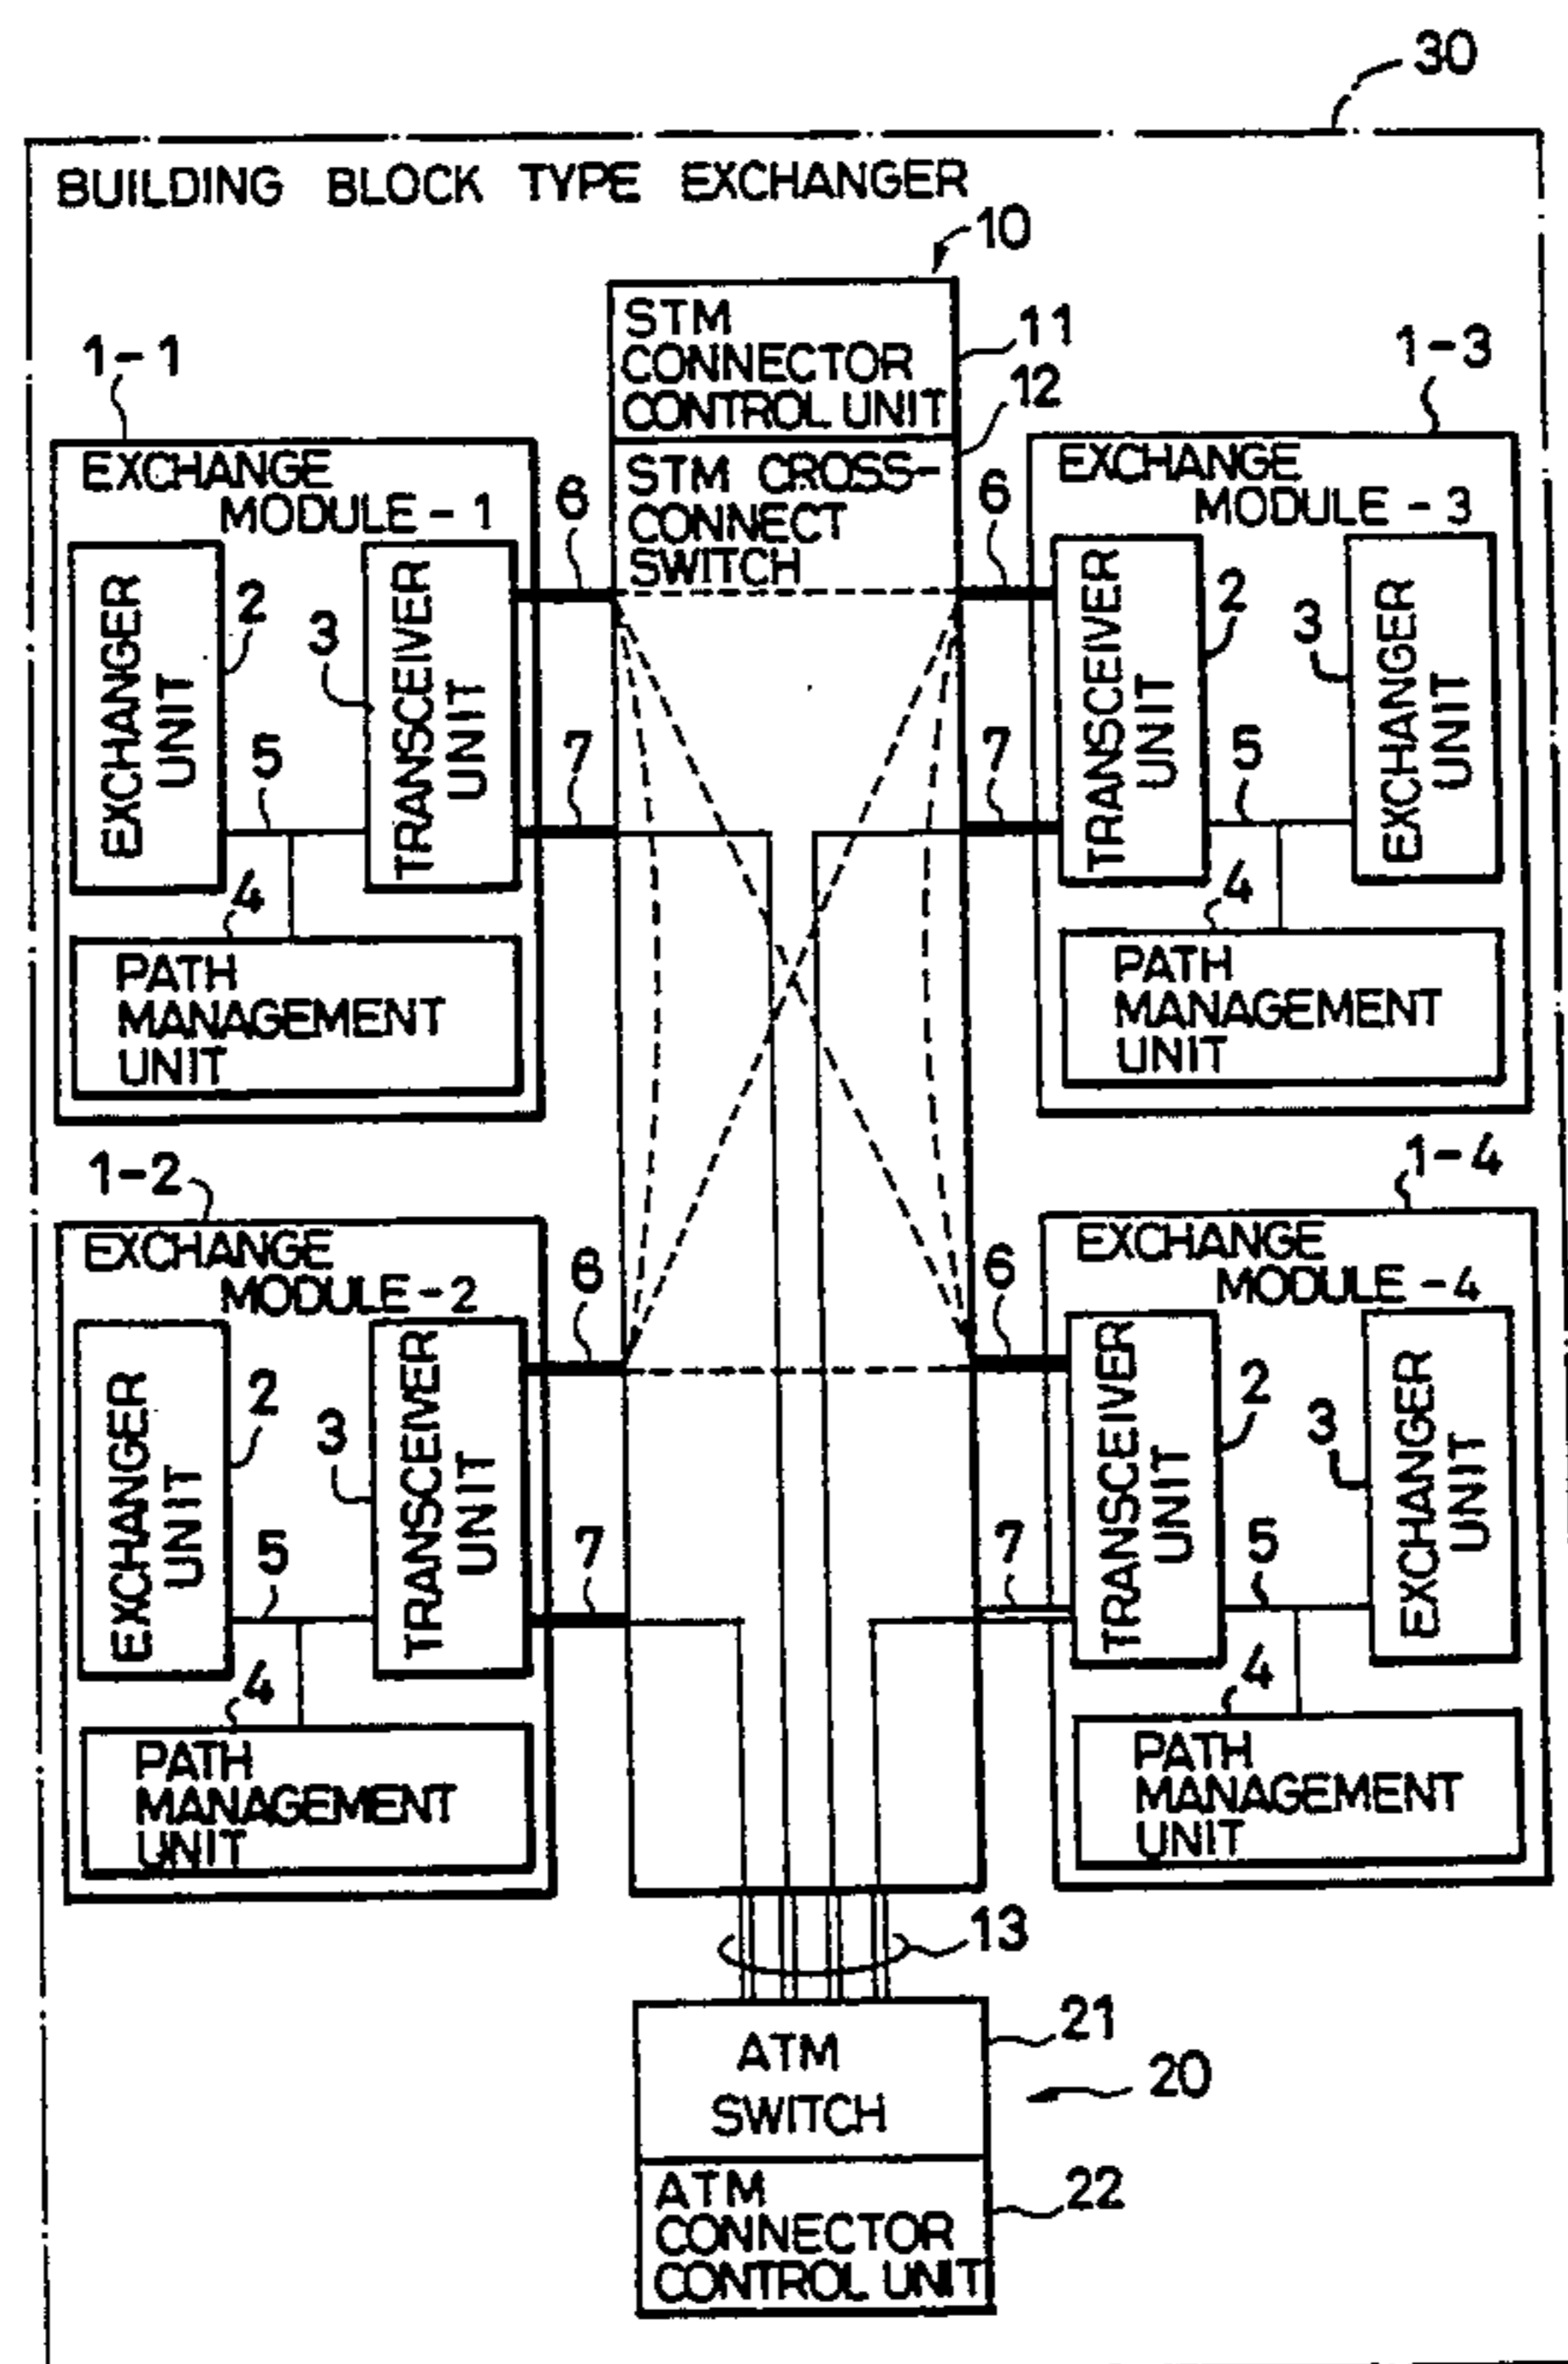 30
BUILDING BLOCK TYPE EXCHANGER
10
STM
CONNECTOR
CONTROL UNIT
11
12
STM CROSS-
CONNECT
SWITCH
1-1
EXCHANGE
MODULE-1
EXCHANGER
UNIT
2
3
TRANSCEIVER
UNIT
5
4
PATH
MANAGEMENT
UNIT
6
7
1-3
EXCHANGE
MODULE-3
6
7
TRANSCEIVER
UNIT
2
3
EXCHANGER
UNIT
5
4
PATH
MANAGEMENT
UNIT
1-2
EXCHANGE
MODULE-2
EXCHANGER
UNIT
2
3
TRANSCEIVER
UNIT
5
4
PATH
MANAGEMENT
UNIT
6
7
1-4
EXCHANGE
MODULE-4
6
7
TRANSCEIVER
UNIT
2
3
EXCHANGER
UNIT
5
4
PATH
MANAGEMENT
UNIT
13
ATM
SWITCH
21
20
ATM
CONNECTOR
CONTROL UNIT
22